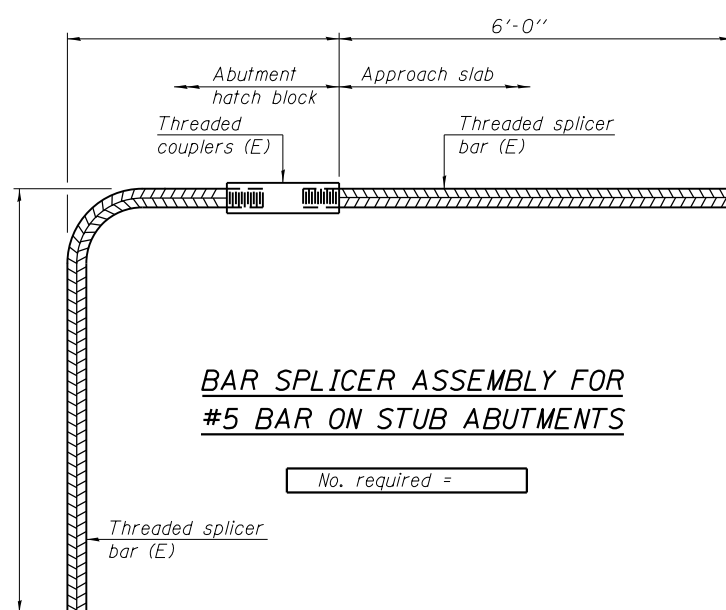 6'-0"
Abutment
hatch block
Approach slab
Threaded
couplers (E)
Threaded splicer
bar (E)
BAR SPLICER ASSEMBLY FOR
#5 BAR ON STUB ABUTMENTS
No. required =
Threaded splicer
bar (E)